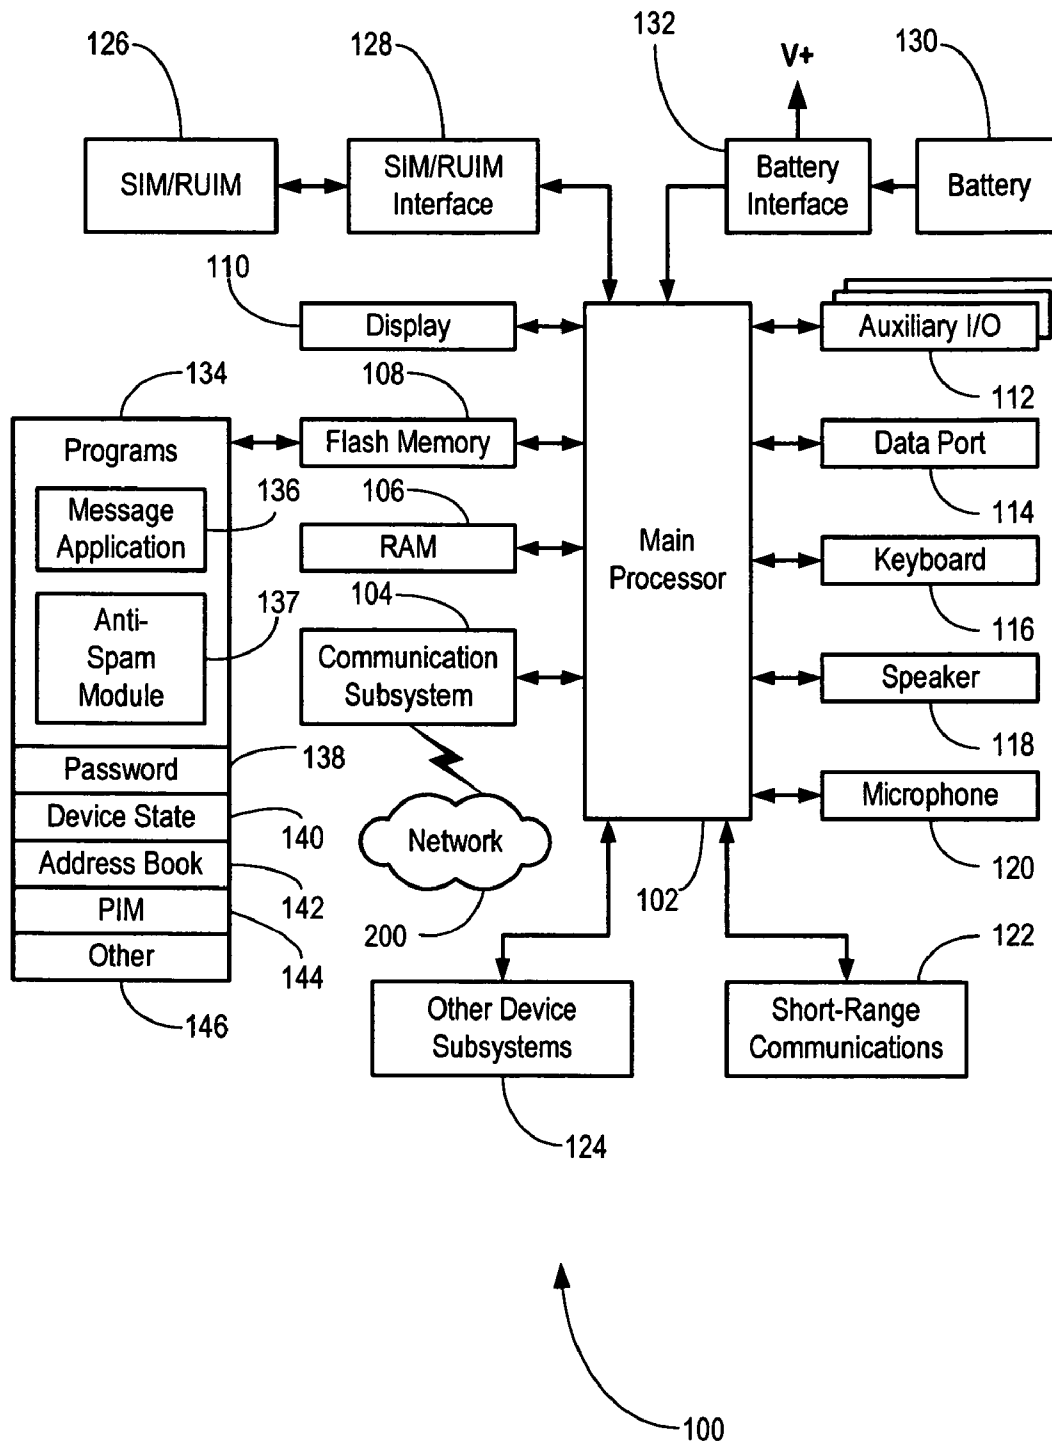 126
128
132
V+
130
SIM/RUIM
SIM/RUIM
Interface
Battery
Interface
Battery
110
Display
Auxiliary I/O
112
134
108
Programs
Flash Memory
Data Port
114
Message
Application
136
106
RAM
Main
Processor
Keyboard
116
Anti-
Spam
Module
137
104
Communication
Subsystem
Speaker
118
Password
138
Device State
140
Network
200
Microphone
120
Address Book
142
102
PIM
144
122
Other
146
Other Device
Subsystems
124
Short-Range
Communications
100